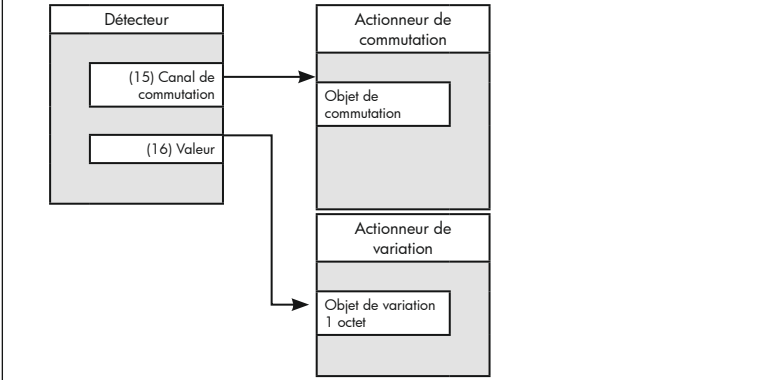 Détecteur
(15) Canal de
commutation
(16) Valeur
Actionneur de
commutation
Objet de
commutation
Actionneur de
variation
Objet de variation
1 octet